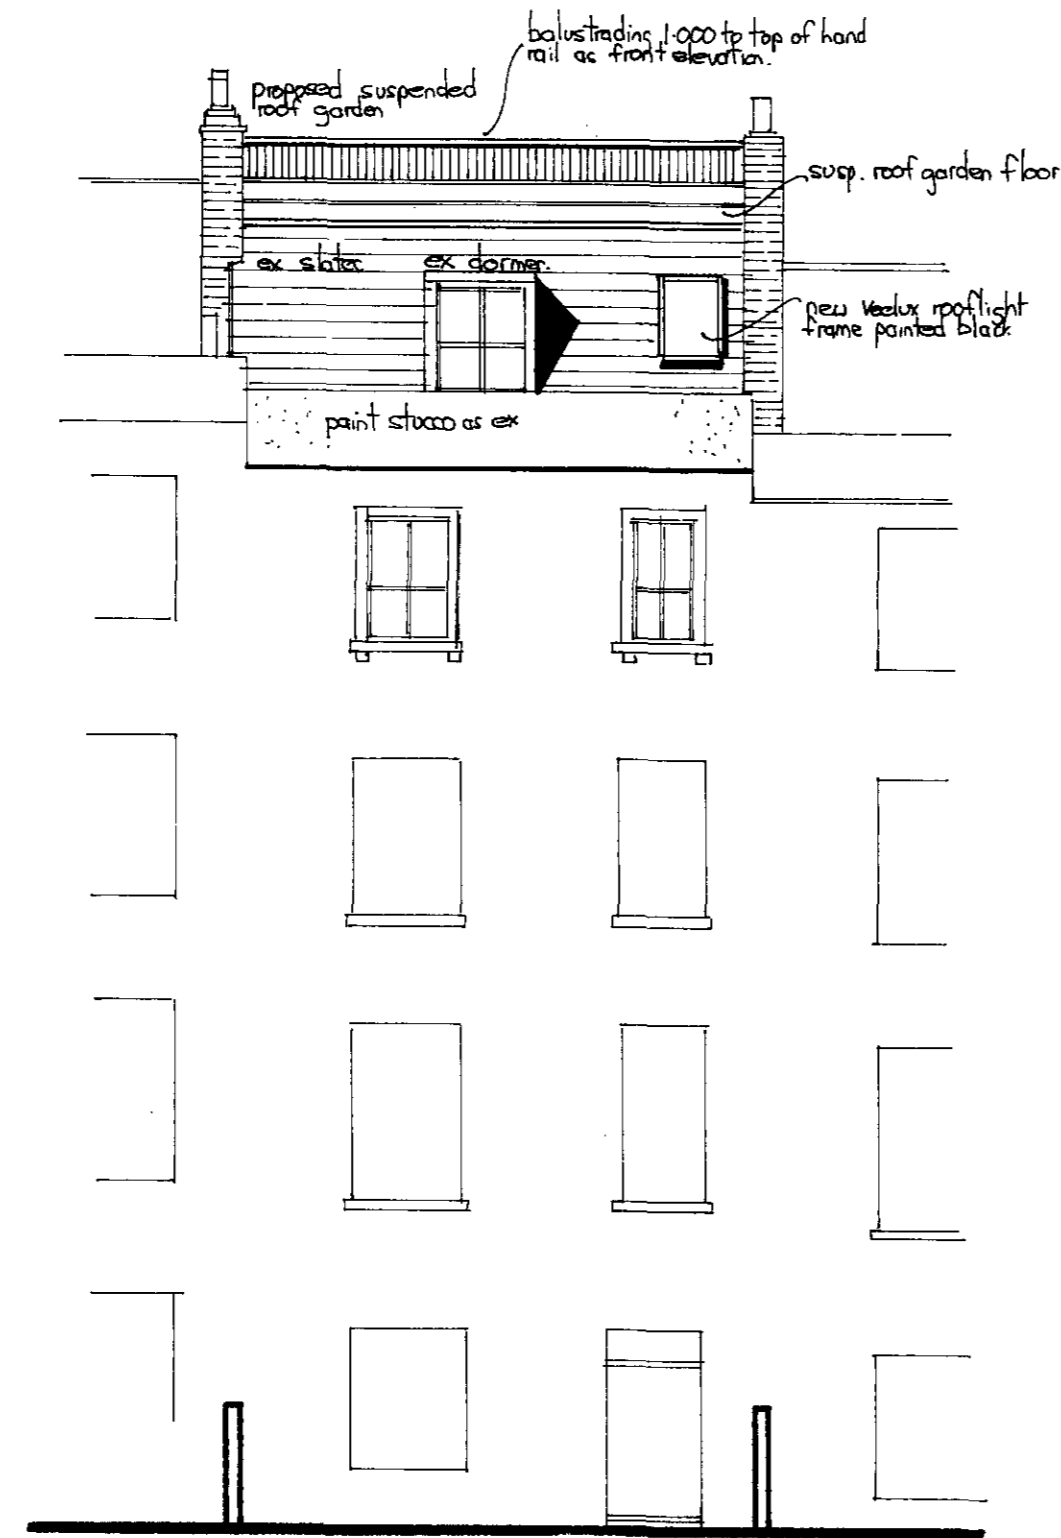 balustrading 1·000 to top of hand
rail as front elevation.
proposed suspended
roof garden
susp. roof garden floor
ex slates
ex dormer.
new veelux rooflight
frame painted black
paint stucco as ex